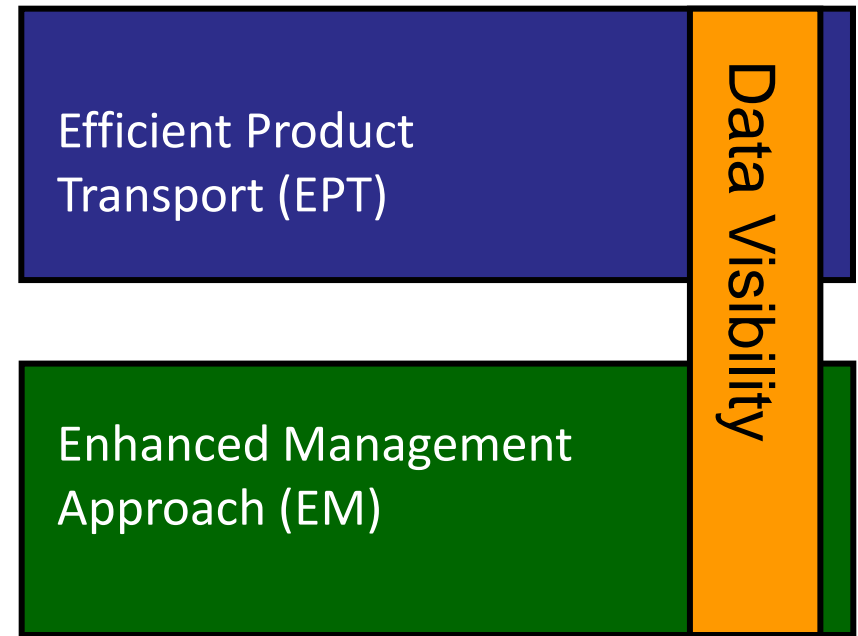 Efficient Product
Transport (EPT)
Data Visibility
Enhanced Management
Approach (EM)